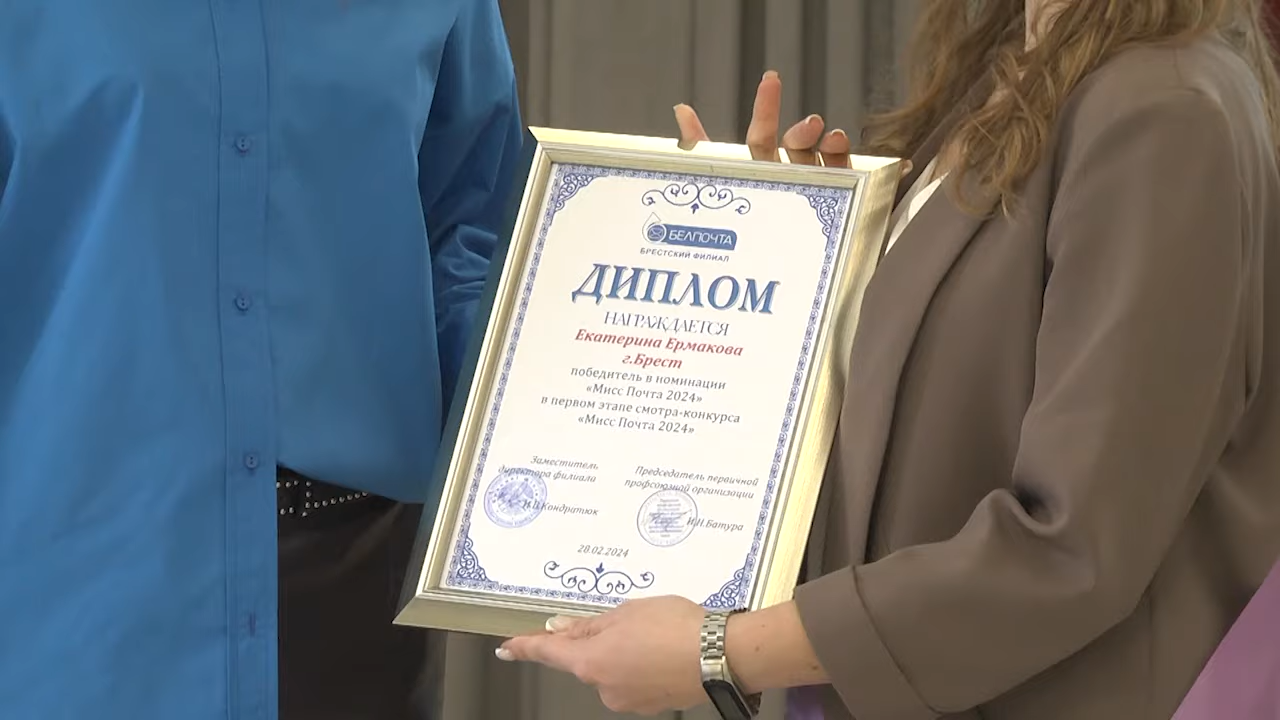 БЕЛПОЧТА
БРЕСТСКИЙ ФИЛИАЛ
ДИПЛОМ
НАГРАЖДАЕТСЯ
Екатерина Ермакова
г.Брест
победитель в номинации
«Мисс Почта 2024»
в первом этапе смотра-конкурса
«Мисс Почта 2024»
Заместитель
директора филиала
Кондратюк
Председатель первичной
профсоюзной организации
И.Н.Батура
28.02.2024